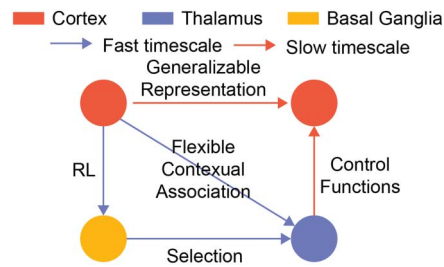 Cortex Thalamus Basal Ganglia
Fast timescale Slow timescale
Generalizable
Representation
Flexible
Contexual
Association
RL
Control
Functions
Selection